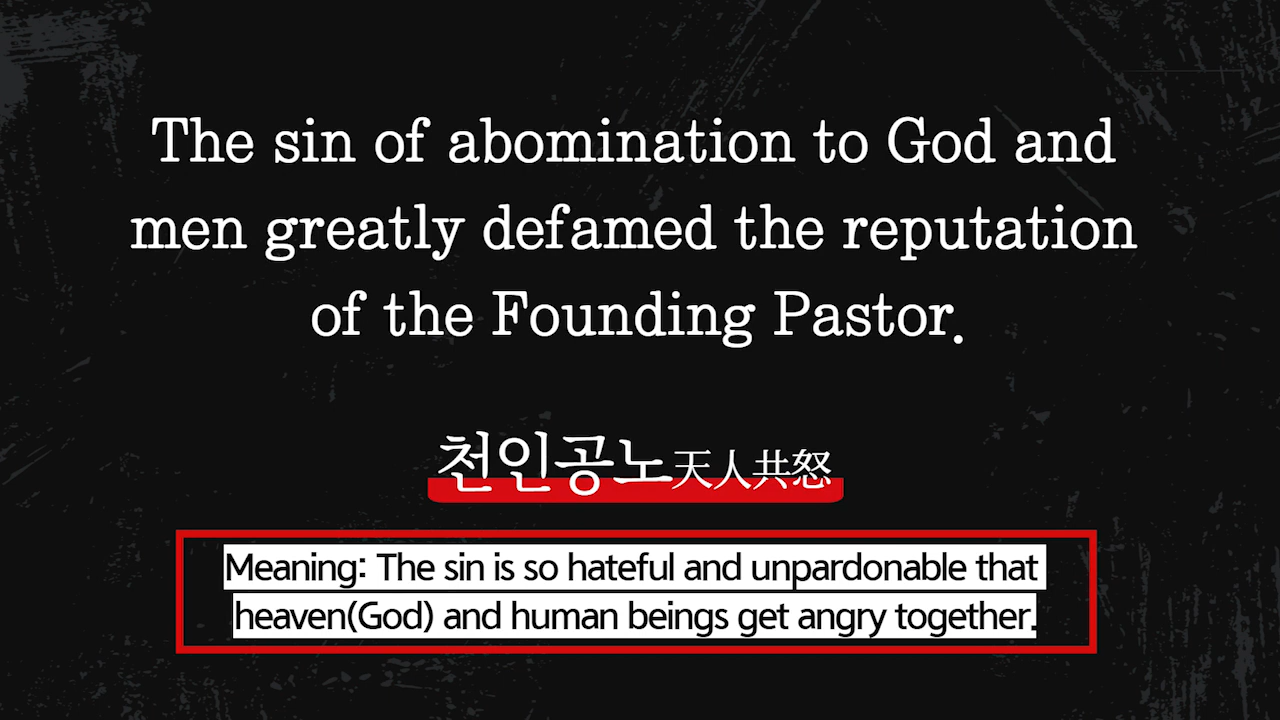 The sin of abomination to God and
men greatly defamed the reputation
of the Founding Pastor.
천인공노天人共怒
Meaning: The sin is so hateful and unpardonable that
heaven(God) and human beings get angry together.